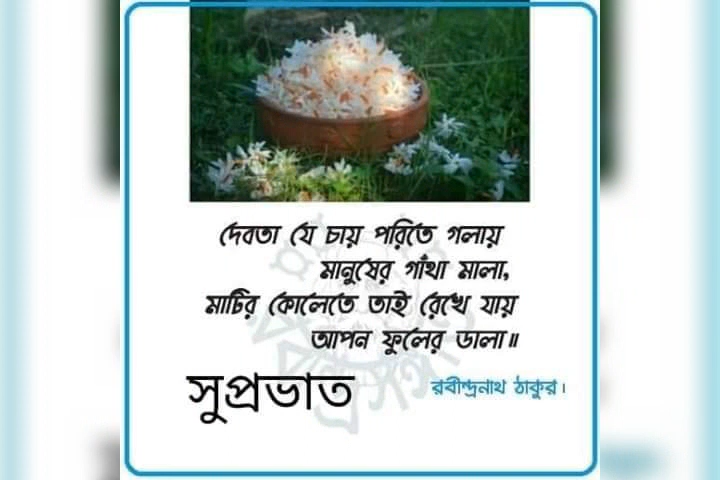 দেবতা যে চায় পরিতে গলায়
মানুষের গাঁথা মালা,
মাটির কোলেতে তাই রেখে যায়
আপন ফুলের ডালা॥
সুপ্রভাত
রবীন্দ্রনাথ ঠাকুর।